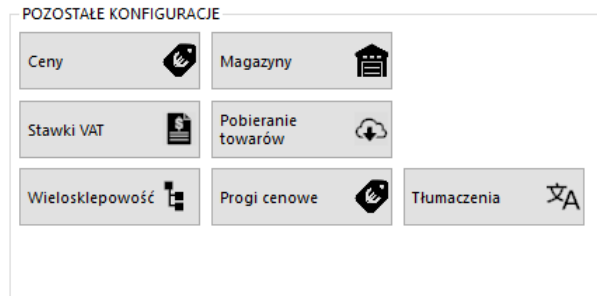 POZOSTAŁE KONFIGURACJE
Ceny
Magazyny
Stawki VAT
Pobieranie
towarów
Wielosklepowość
Progi cenowe
Tłumaczenia